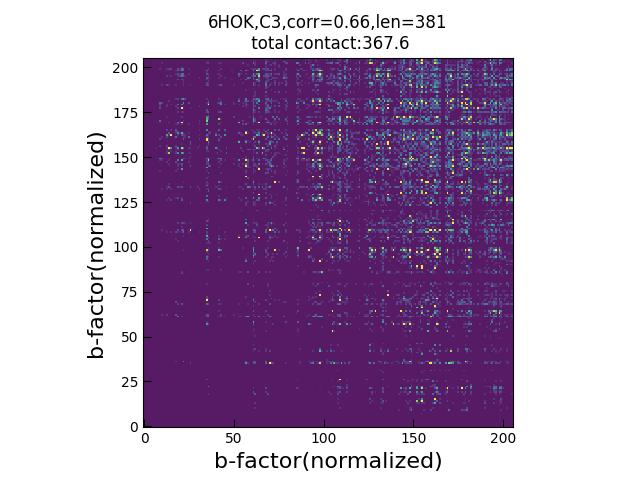 6HOK,C3,corr=0.66,len=381
total contact:367.6
200
175
150
125
100
75
50
25
0
b-factor(normalized)
0 50 100 150 200
b-factor(normalized)